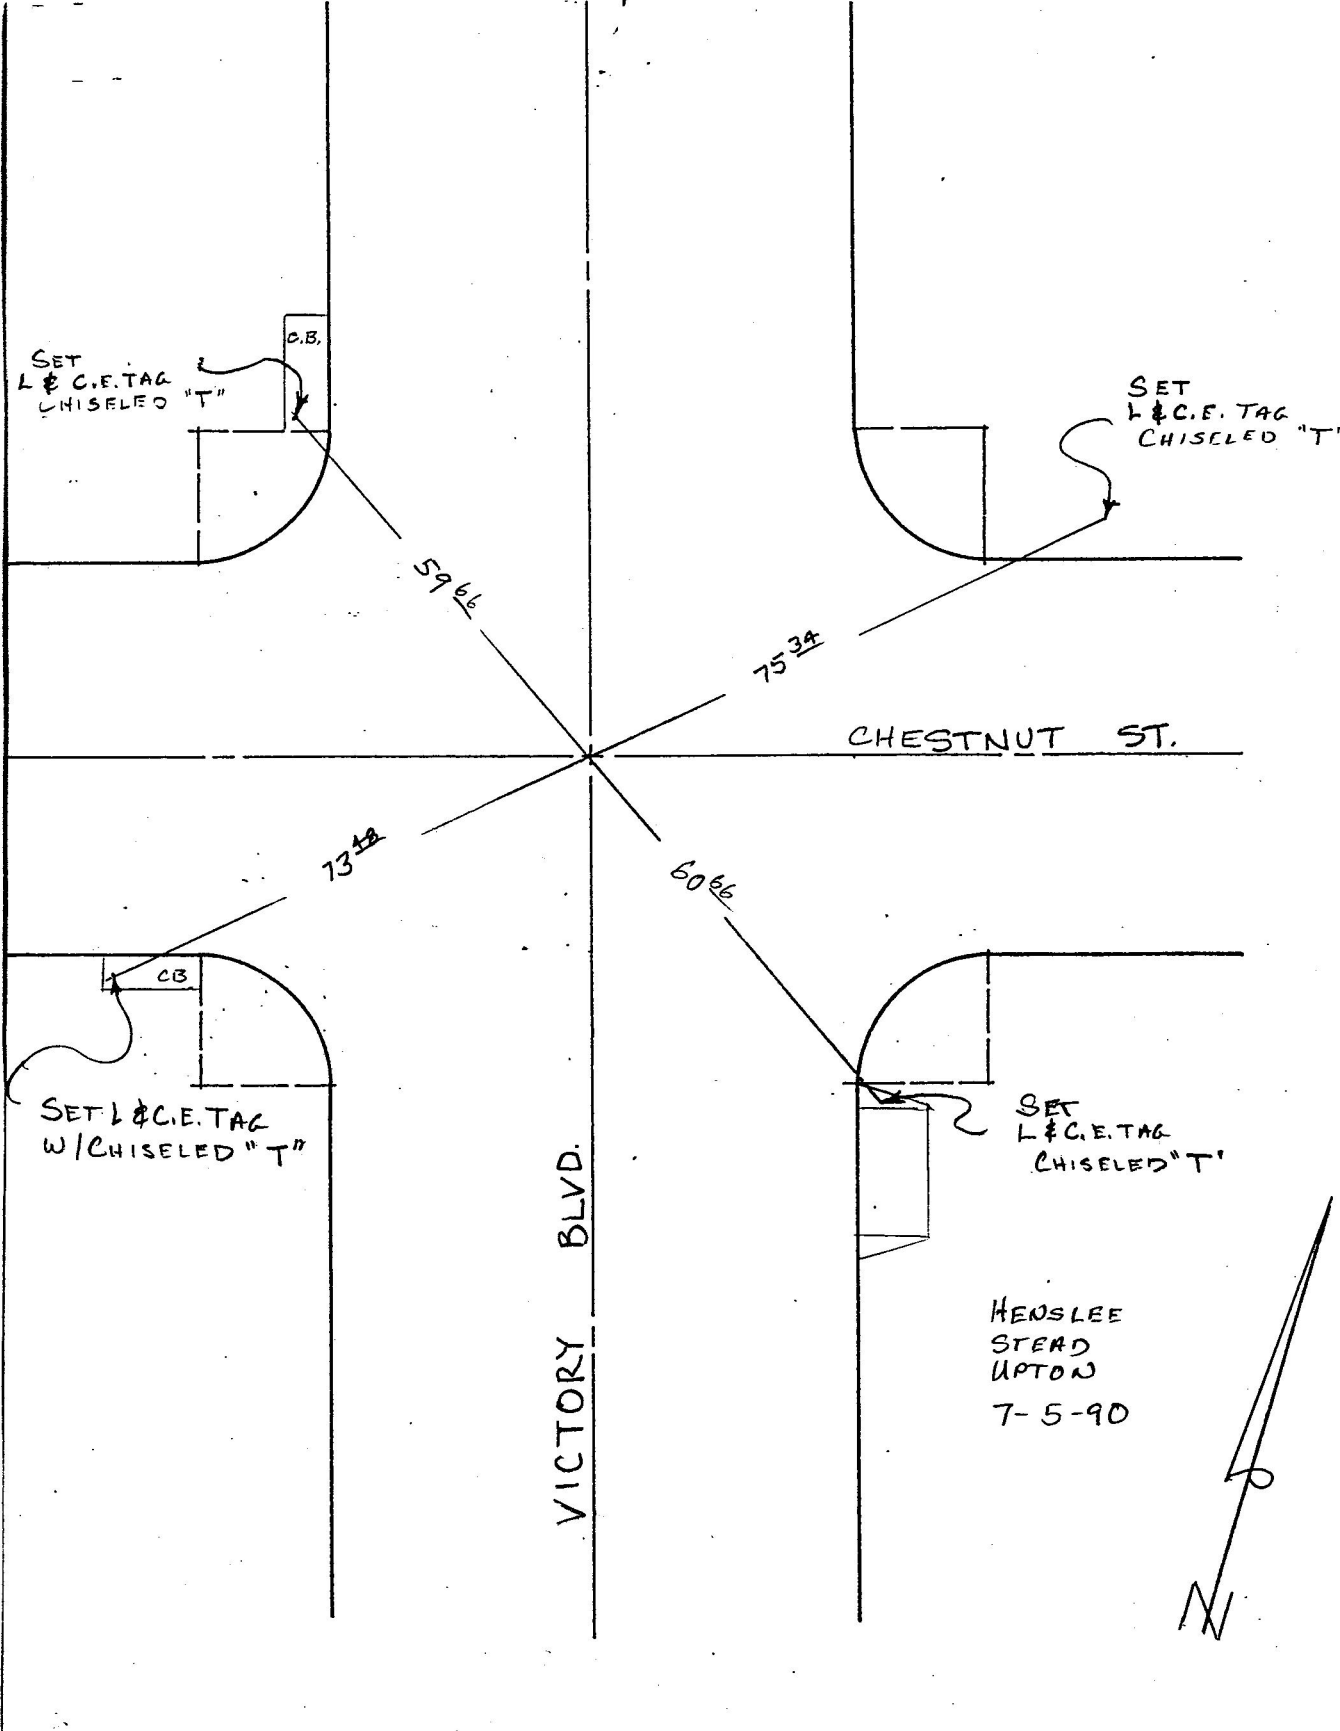 C.B.
SET
L & C.E. TAG
CHISELED "T"
SET
L & C.E. TAG
CHISELED "T'
59 66
75 34
CHESTNUT ST.
73 48
60 66
CB
SET L & C.E. TAG
W/CHISELED "T"
SET
L & C.E. TAG
CHISELED "T'
VICTORY BLVD.
HENSLEE
STEAD
UPTON
7-5-90
N